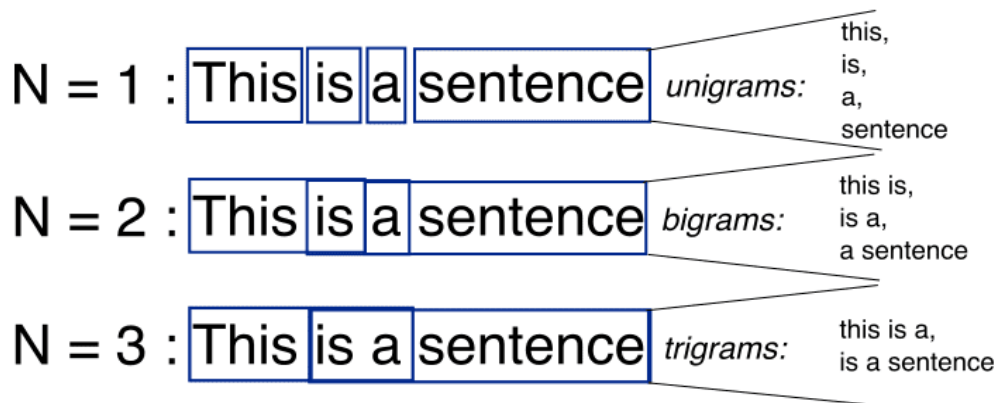 N = 1 : This is a sentence unigrams:
this,
is,
a,
sentence
N = 2 : This is a sentence bigrams:
this is,
is a,
a sentence
N = 3 : This is a sentence trigrams:
this is a,
is a sentence